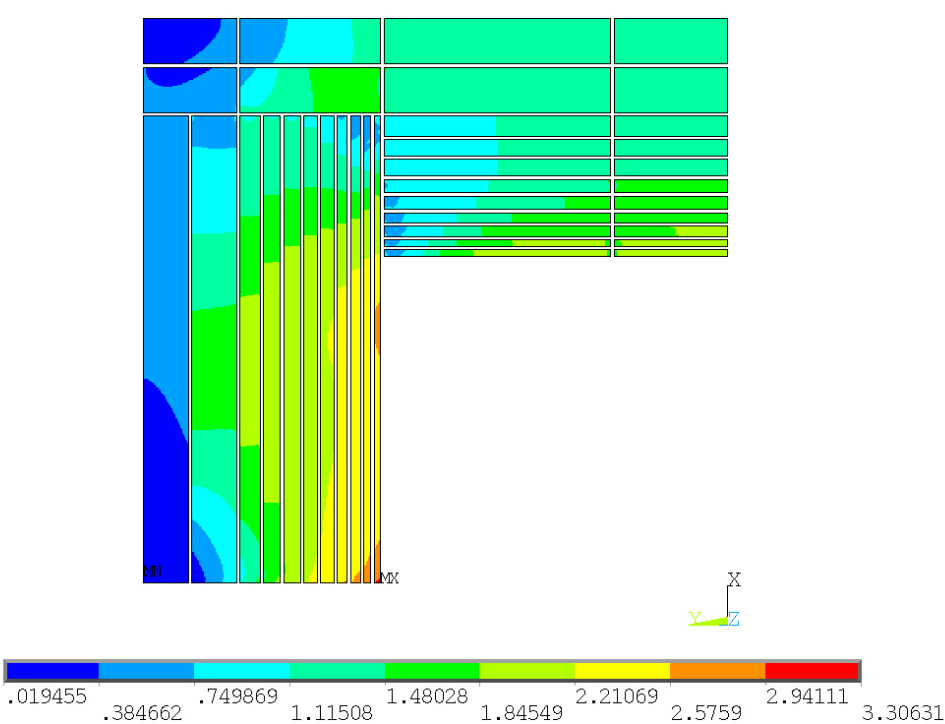 MN
MX
X
Y
Z
.019455 .749869 1.48028 2.21069 2.94111
.384662 1.11508 1.84549 2.5759 3.30631